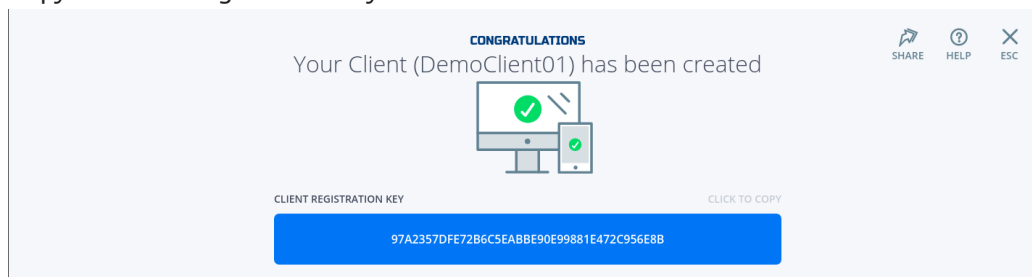 CONGRATULATIONS
Your Client (DemoClient01) has been created
SHARE HELP ESC
CLIENT REGISTRATION KEY CLICK TO COPY
97A2357DFE72B6C5EABBE90E99881E472C956E8B